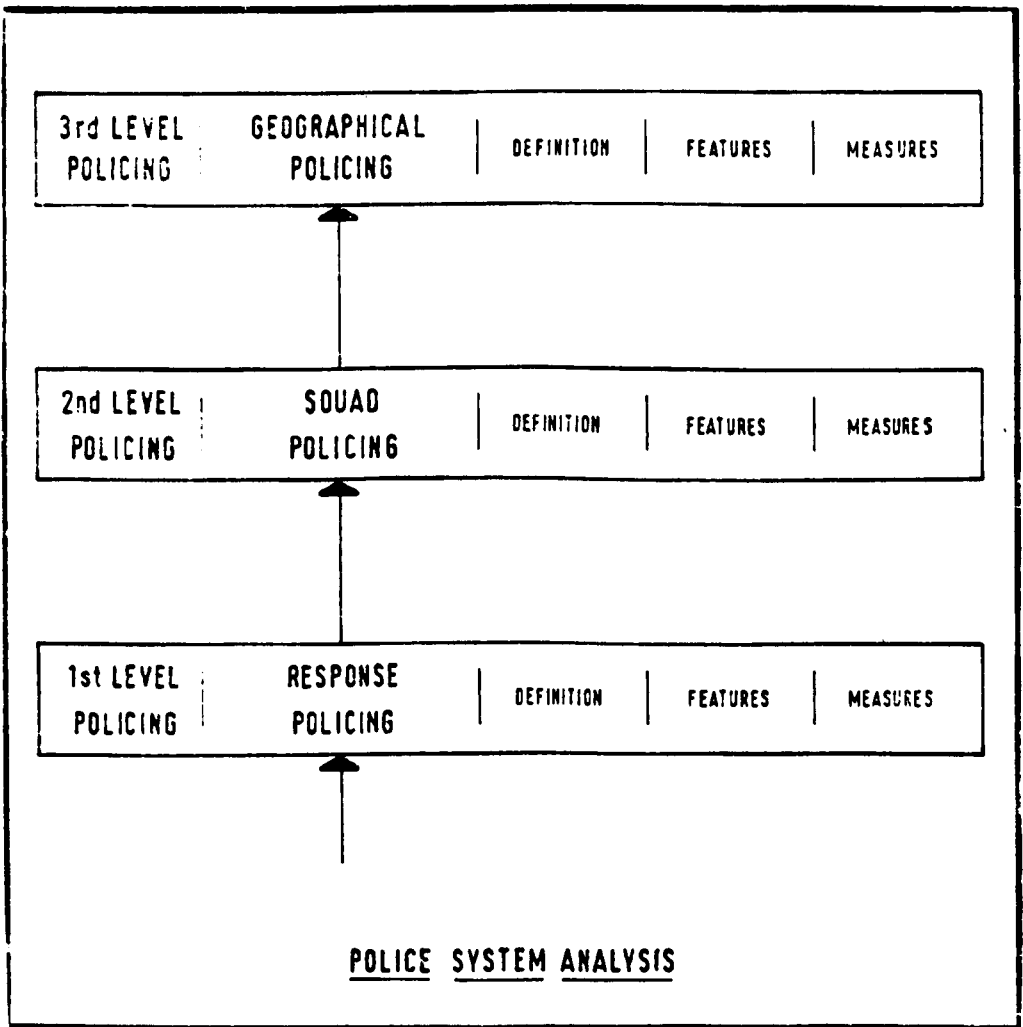 3rd LEVEL POLICING
GEOGRAPHICAL POLICING
DEFINITION
FEATURES
MEASURES
2nd LEVEL POLICING
SQUAD POLICING
DEFINITION
FEATURES
MEASURES
1st LEVEL POLICING
RESPONSE POLICING
DEFINITION
FEATURES
MEASURES
POLICE SYSTEM ANALYSIS